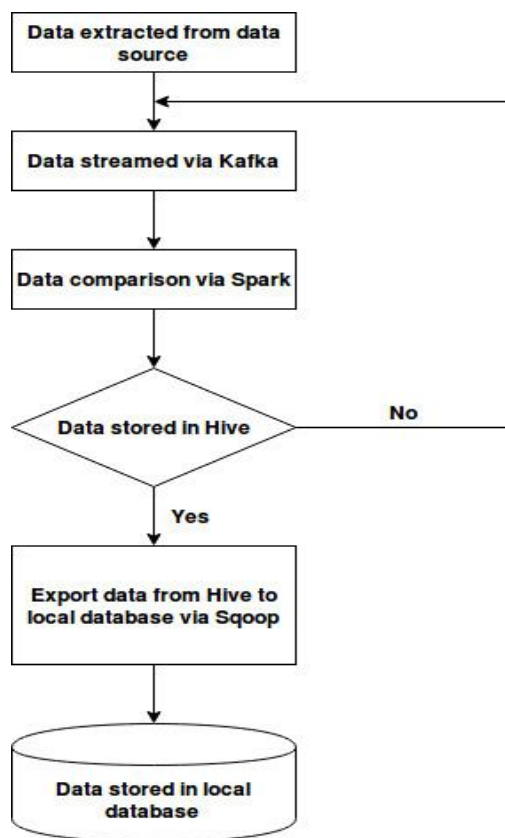 Data extracted from data
source
Data streamed via Kafka
Data comparison via Spark
Data stored in Hive
No
Yes
Export data from Hive to
local database via Sqoop
Data stored in local
database